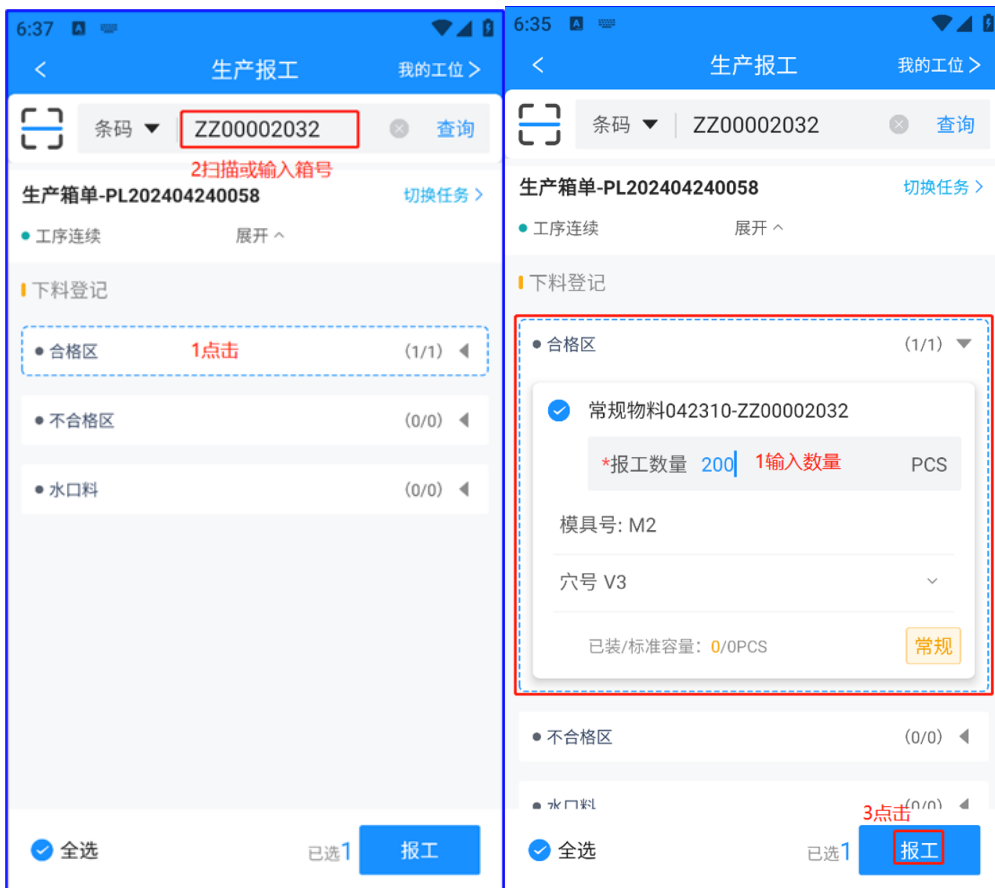 6:37
生产报工
我的工位
条码 ZZ00002032 查询
2扫描或输入箱号
生产箱单-PL202404240058 切换任务
工序连续 展开
下料登记
合格区 1点击 (1/1)
不合格区 (0/0)
水口料 (0/0)
全选 已选1 报工
6:35
生产报工
我的工位
条码 ZZ00002032 查询
生产箱单-PL202404240058 切换任务
工序连续 展开
下料登记
合格区 (1/1)
常规物料042310-ZZ00002032
*报工数量 200 1输入数量 PCS
模具号: M2
穴号 V3
已装/标准容量: 0/0PCS 常规
不合格区 (0/0)
水口料 (0/0)
3点击
全选 已选1 报工